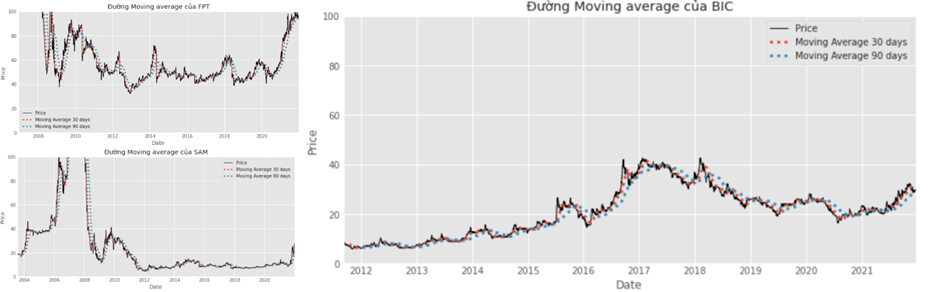 Đường Moving average của FPT
Price
100
80
60
40
20
0
Price
Moving Average 30 days
Moving Average 90 days
2008 2010 2012 2014 2016 2018 2020
Date
Đường Moving average của SAM
Price
100
80
60
40
20
0
Price
Moving Average 30 days
Moving Average 90 days
2004 2006 2008 2010 2012 2014 2016 2018 2020
Date
Đường Moving average của BIC
Price
100
80
60
40
20
0
Price
Moving Average 30 days
Moving Average 90 days
2012 2013 2014 2015 2016 2017 2018 2019 2020 2021
Date